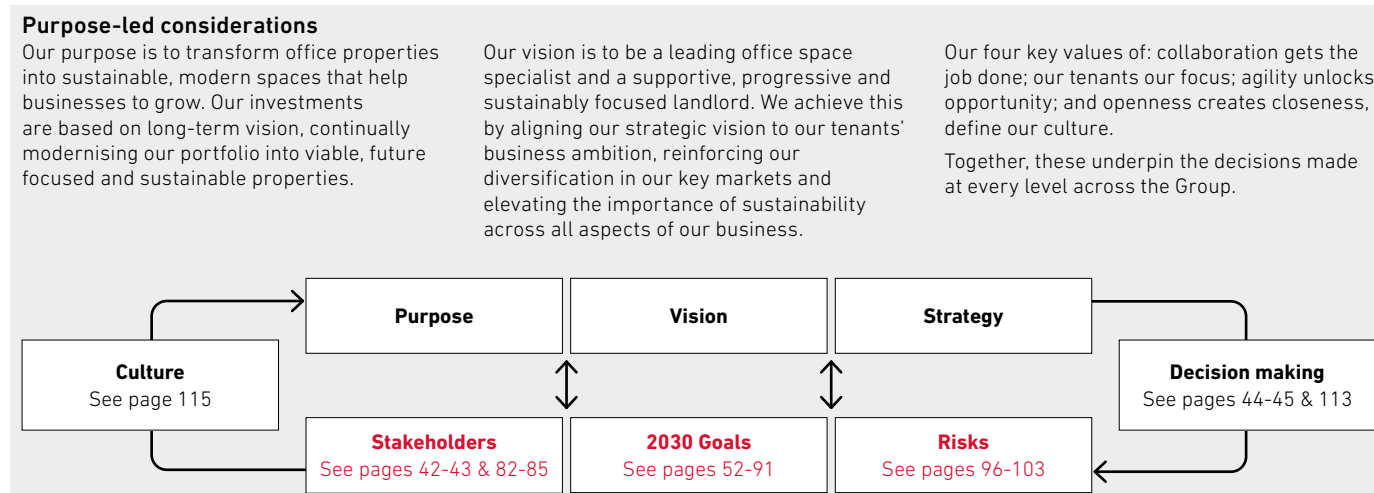 Purpose-led considerations
Our purpose is to transform office properties
into sustainable, modern spaces that help
businesses to grow. Our investments
are based on long-term vision, continually
modernising our portfolio into viable, future
focused and sustainable properties.
Our vision is to be a leading office space
specialist and a supportive, progressive and
sustainably focused landlord. We achieve this
by aligning our strategic vision to our tenants’
business ambition, reinforcing our
diversification in our key markets and
elevating the importance of sustainability
across all aspects of our business.
Our four key values of: collaboration gets the
job done; our tenants our focus; agility unlocks
opportunity; and openness creates closeness,
define our culture.
Together, these underpin the decisions made
at every level across the Group.
Purpose
Vision
Strategy
Culture
See page 115
Decision making
See pages 44-45 & 113
Stakeholders
See pages 42-43 & 82-85
2030 Goals
See pages 52-91
Risks
See pages 96-103